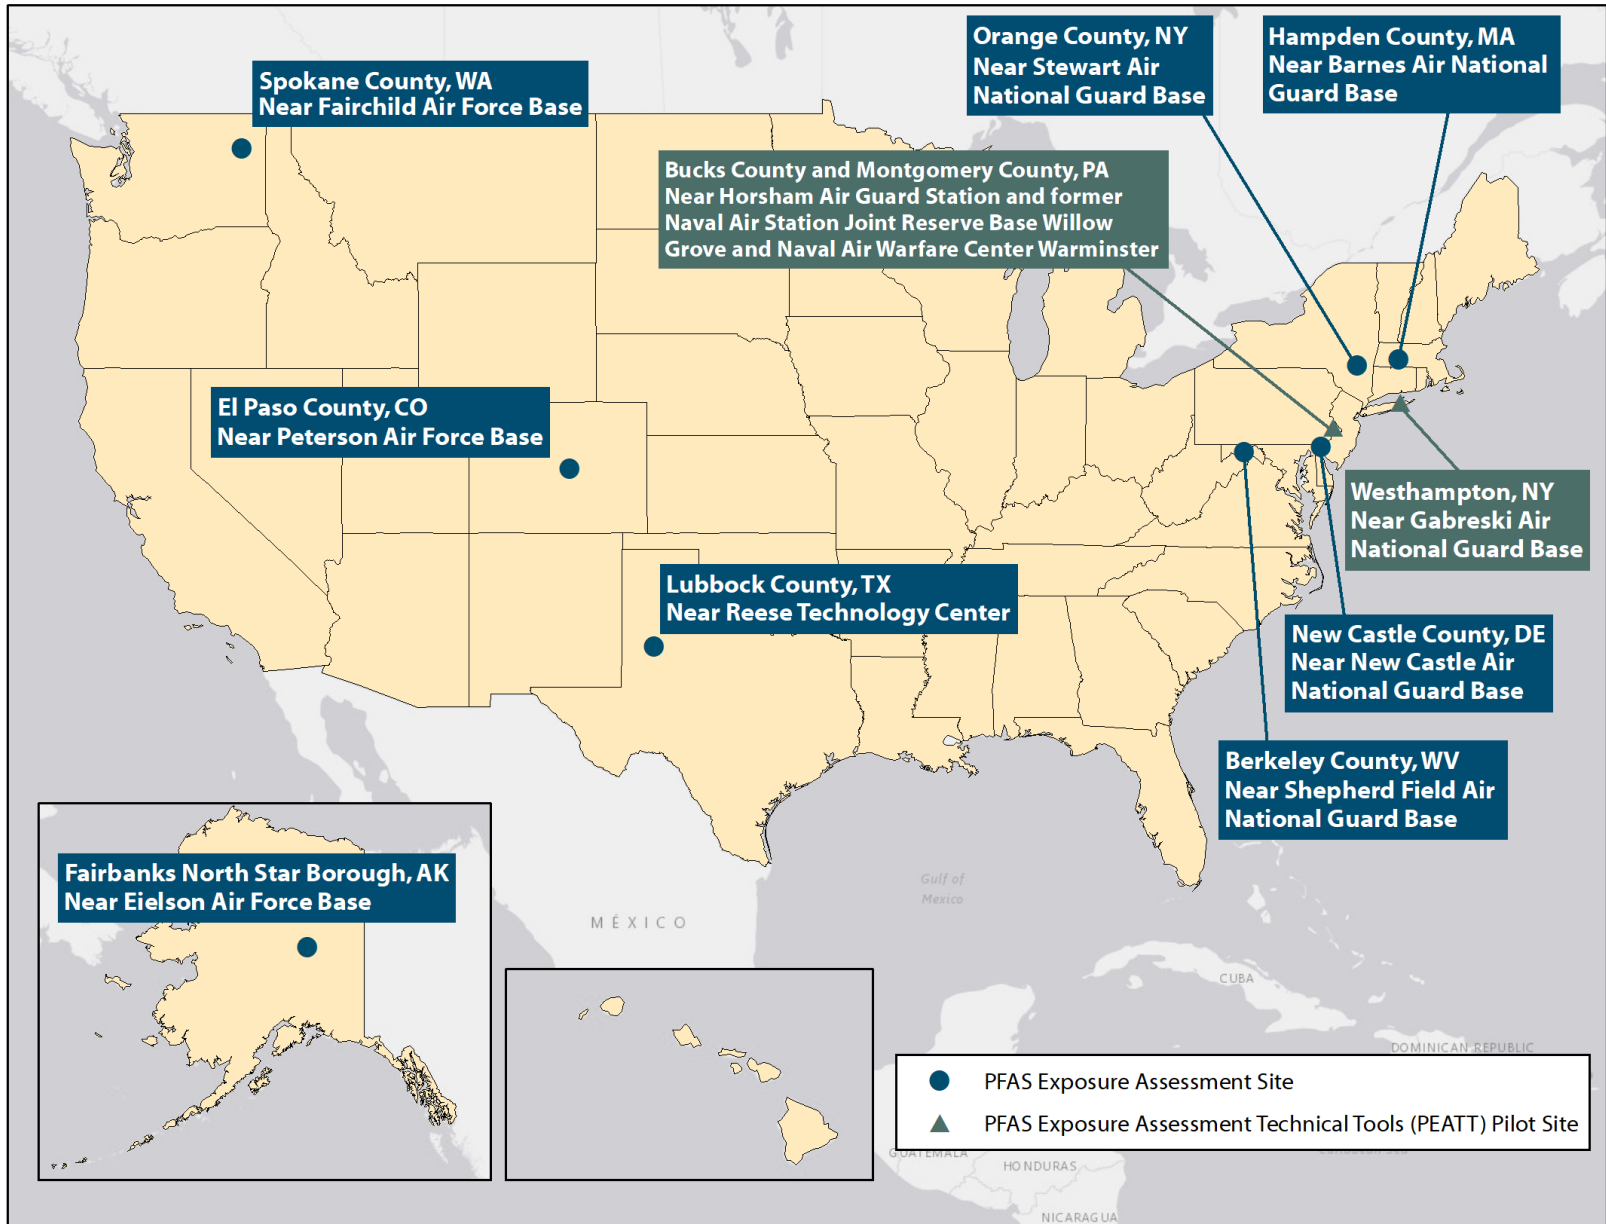 Orange County, NY
Near Stewart Air
National Guard Base
Hampden County, MA
Near Barnes Air National
Guard Base
Spokane County, WA
Near Fairchild Air Force Base
Bucks County and Montgomery County, PA
Near Horsham Air Guard Station and former
Naval Air Station Joint Reserve Base Willow
Grove and Naval Air Warfare Center Warminster
El Paso County, CO
Near Peterson Air Force Base
Westhampton, NY
Near Gabreski Air
National Guard Base
Lubbock County, TX
Near Reese Technology Center
New Castle County, DE
Near New Castle Air
National Guard Base
Berkeley County, WV
Near Shepherd Field Air
National Guard Base
Fairbanks North Star Borough, AK
Near Eielson Air Force Base
Gulf of
Mexico
MÉXICO
CUBA
DOMINICAN REPUBLIC
PFAS Exposure Assessment Site
PFAS Exposure Assessment Technical Tools (PEATT) Pilot Site
GUATEMALA
HONDURAS
NICARAGUA